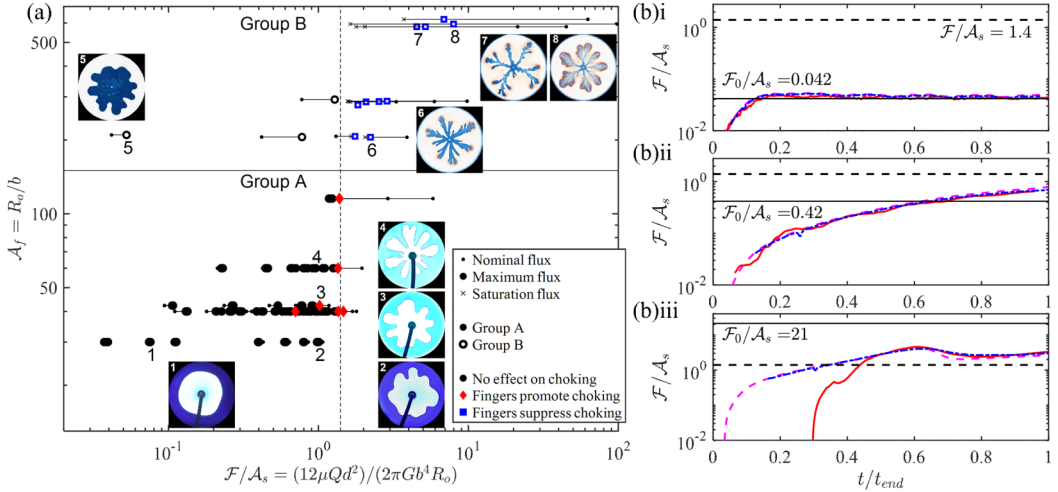 (a)
Group B
500
5
7
8
7
8
6
5
6
Group A
100
50
4
3
1
2
4
3
2
1
Nominal flux
Maximum flux
Saturation flux
Group A
Group B
No effect on choking
Fingers promote choking
Fingers suppress choking
𝒜_f = R_o/b
10^-1 10^0 10^1 10^2
ℱ/𝒜_s = (12μQd^2)/(2πGb^4R_o)
(b)i
10^0
ℱ/𝒜_s = 1.4
ℱ_0/𝒜_s =0.042
10^-2
ℱ/𝒜_s
0 0.2 0.4 0.6 0.8 1
(b)ii
10^0
ℱ_0/𝒜_s =0.42
10^-2
ℱ/𝒜_s
0 0.2 0.4 0.6 0.8 1
(b)iii
ℱ_0/𝒜_s =21
10^0
10^-2
ℱ/𝒜_s
0 0.2 0.4 0.6 0.8 1
t/t_end